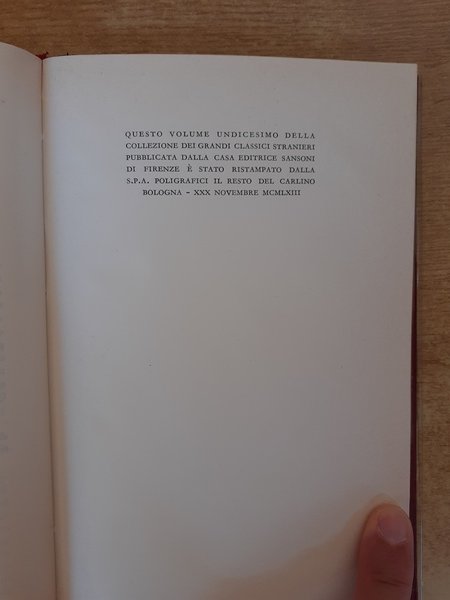 QUESTO VOLUME UNDICESIMO DELLA
COLLEZIONE DEI GRANDI CLASSICI STRANIERI
PUBBLICATA DALLA CASA EDITRICE SANSONI
DI FIRENZE È STATO RISTAMPATO DALLA
S.P.A. POLIGRAFICI IL RESTO DEL CARLINO
BOLOGNA – XXX NOVEMBRE MCMLXIII